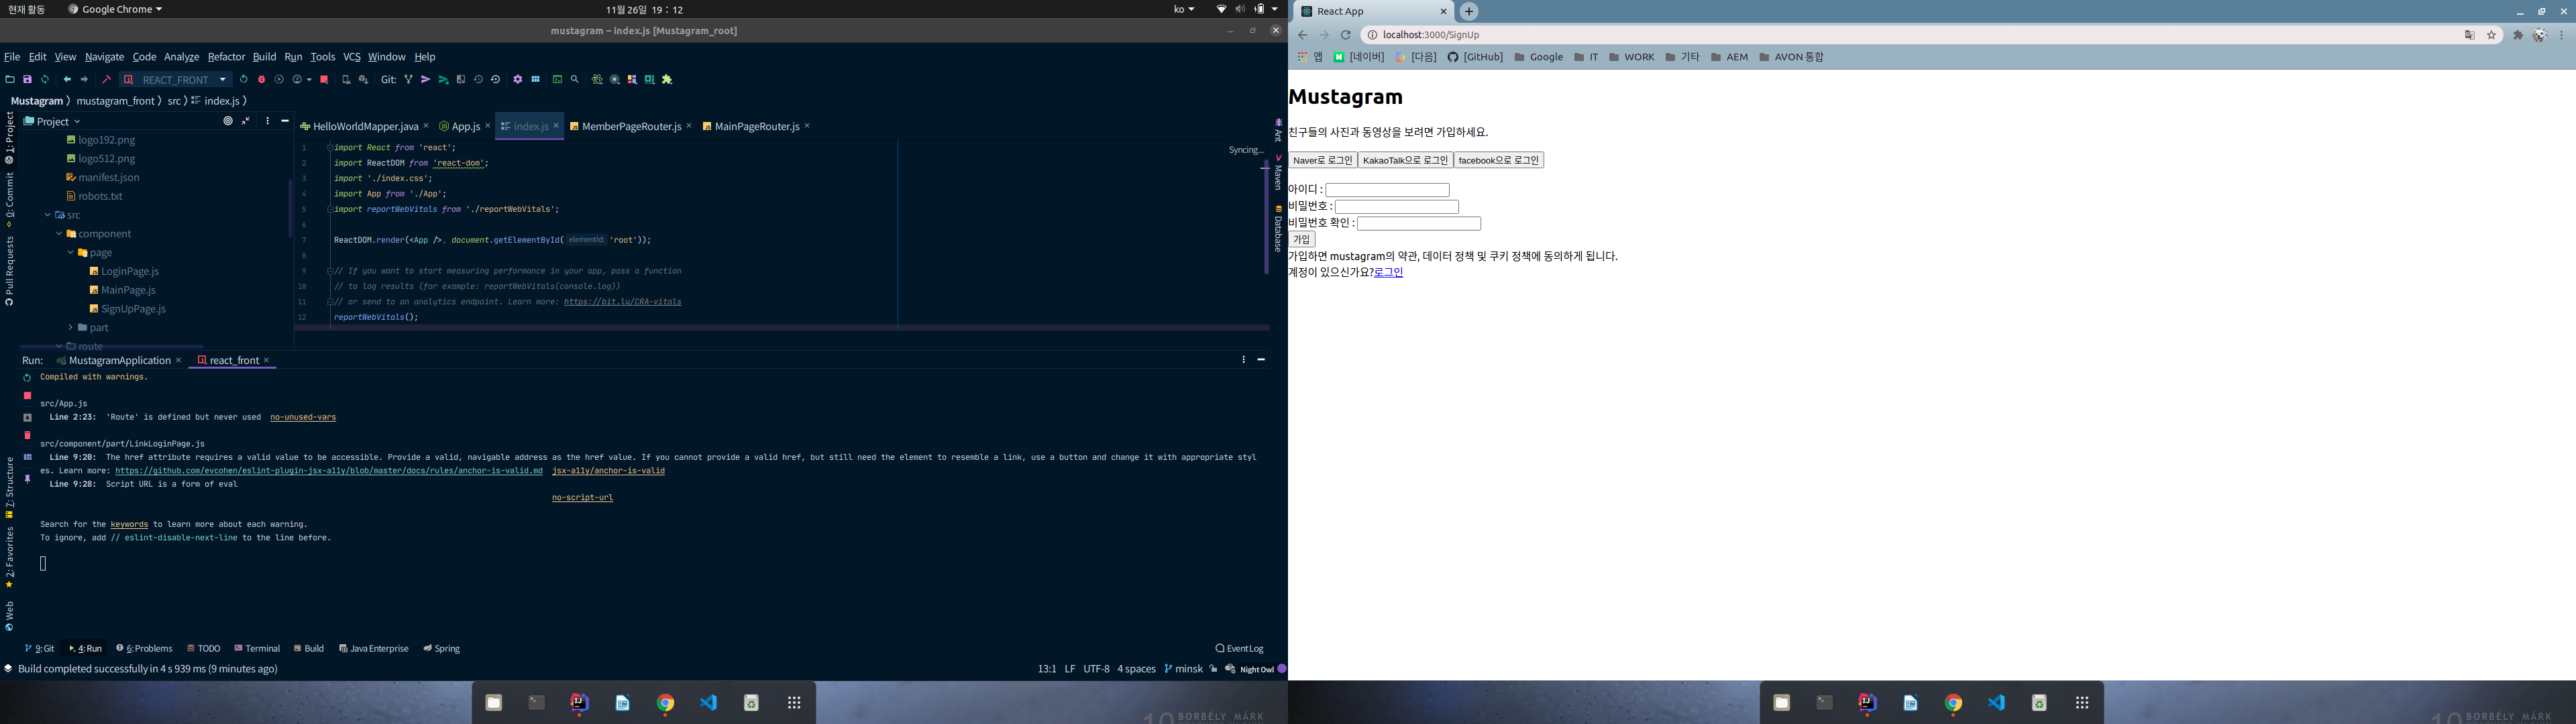 현재 활동 Google Chrome 11월 26일 19 : 12 ko
mustagram – index.js [Mustagram_root]
File Edit View Navigate Code Analyze Refactor Build Run Tools VCS Window Help
REACT_FRONT Git:
Mustagram mustagram_front src index.js
1: Project
0: Commit
Pull Requests
7: Structure
2: Favorites
Web
Project
logo192.png
logo512.png
manifest.json
robots.txt
src
component
page
LoginPage.js
MainPage.js
SignUpPage.js
part
route
HelloWorldMapper.java App.js index.js MemberPageRouter.js MainPageRouter.js
Syncing...
1 import React from 'react';
2 import ReactDOM from 'react-dom';
3 import './index.css';
4 import App from './App';
5 import reportWebVitals from './reportWebVitals';
6
7 ReactDOM.render(<App />, document.getElementById( elementId: 'root'));
8
9 // If you want to start measuring performance in your app, pass a function
10 // to log results (for example: reportWebVitals(console.log))
11 // or send to an analytics endpoint. Learn more: https://bit.ly/CRA-vitals
12 reportWebVitals();
Ant
Maven
Database
Run: MustagramApplication react_front
Compiled with warnings.
src/App.js
Line 2:23: 'Route' is defined but never used no-unused-vars
src/component/part/LinkLoginPage.js
Line 9:20: The href attribute requires a valid value to be accessible. Provide a valid, navigable address as the href value. If you cannot provide a valid href, but still need the element to resemble a link, use a button and change it with appropriate styl
es. Learn more: https://github.com/evcohen/eslint-plugin-jsx-a11y/blob/master/docs/rules/anchor-is-valid.md jsx-a11y/anchor-is-valid
Line 9:28: Script URL is a form of eval
no-script-url
Search for the keywords to learn more about each warning.
To ignore, add // eslint-disable-next-line to the line before.
9: Git 4: Run 6: Problems TODO Terminal Build Java Enterprise Spring Event Log
Build completed successfully in 4 s 939 ms (9 minutes ago) 13:1 LF UTF-8 4 spaces minsk Night Owl
10 BORBÉLY MÁRK
React App
localhost:3000/SignUp
앱 [네이버] [다음] [GitHub] Google IT WORK 기타 AEM AVON 통합
Mustagram
친구들의 사진과 동영상을 보려면 가입하세요.
Naver로 로그인 KakaoTalk으로 로그인 facebook으로 로그인
아이디 :
비밀번호 :
비밀번호 확인 :
가입
가입하면 mustagram의 약관, 데이터 정책 및 쿠키 정책에 동의하게 됩니다.
계정이 있으신가요?로그인
10 BORBÉLY MÁRK